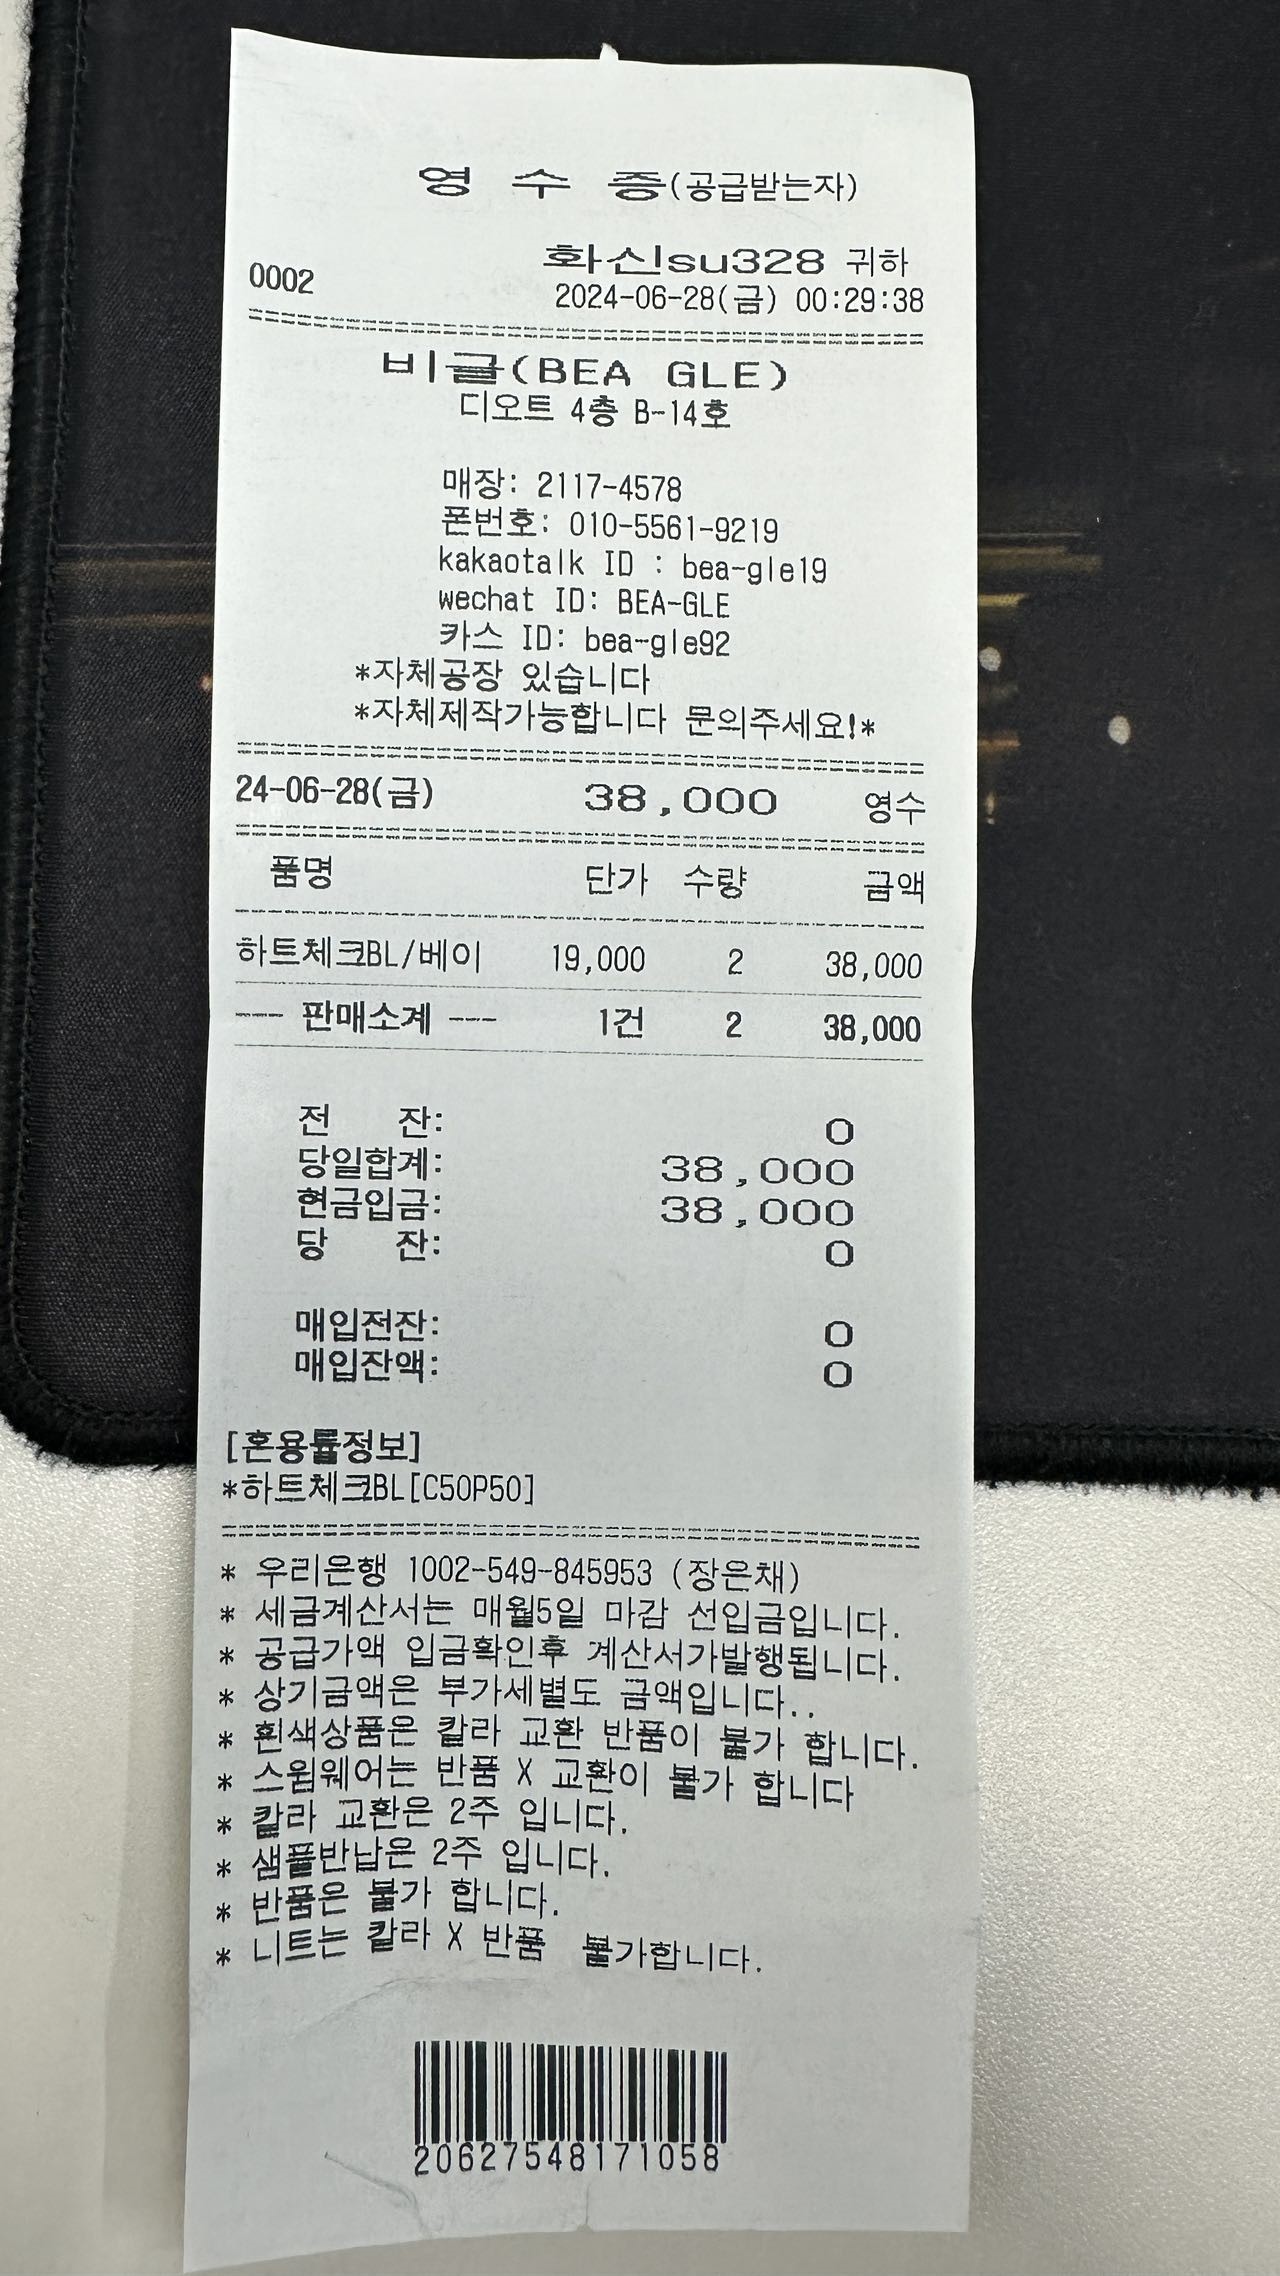 영 수 증(공급받는자)
화신su328 귀하
0002 2024-06-28(금) 00:29:38
비글(BEA GLE)
디오트 4층 B-14호
매장: 2117-4578
폰번호: 010-5561-9219
kakaotalk ID : bea-gle19
wechat ID: BEA-GLE
카스 ID: bea-gle92
*자체공장 있습니다
*자체제작가능합니다 문의주세요!*
24-06-28(금) 38,000 영수
품명 단가 수량 금액
하트체크BL/베이 19,000 2 38,000
--- 판매소계 --- 1건 2 38,000
전 잔: 0
당일합계: 38,000
현금입금: 38,000
당 잔: 0
매입전잔: 0
매입잔액: 0
[혼용률정보]
*하트체크BL[C50P50]
* 우리은행 1002-549-845953 (장은채)
* 세금계산서는 매월5일 마감 선입금입니다.
* 공급가액 입금확인후 계산서가발행됩니다.
* 상기금액은 부가세별도 금액입니다..
* 흰색상품은 칼라 교환 반품이 불가 합니다.
* 스윔웨어는 반품 X 교환이 불가 합니다
* 칼라 교환은 2주 입니다.
* 샘플반납은 2주 입니다.
* 반품은 불가 합니다.
* 니트는 칼라 X 반품 불가합니다.
20627548171058